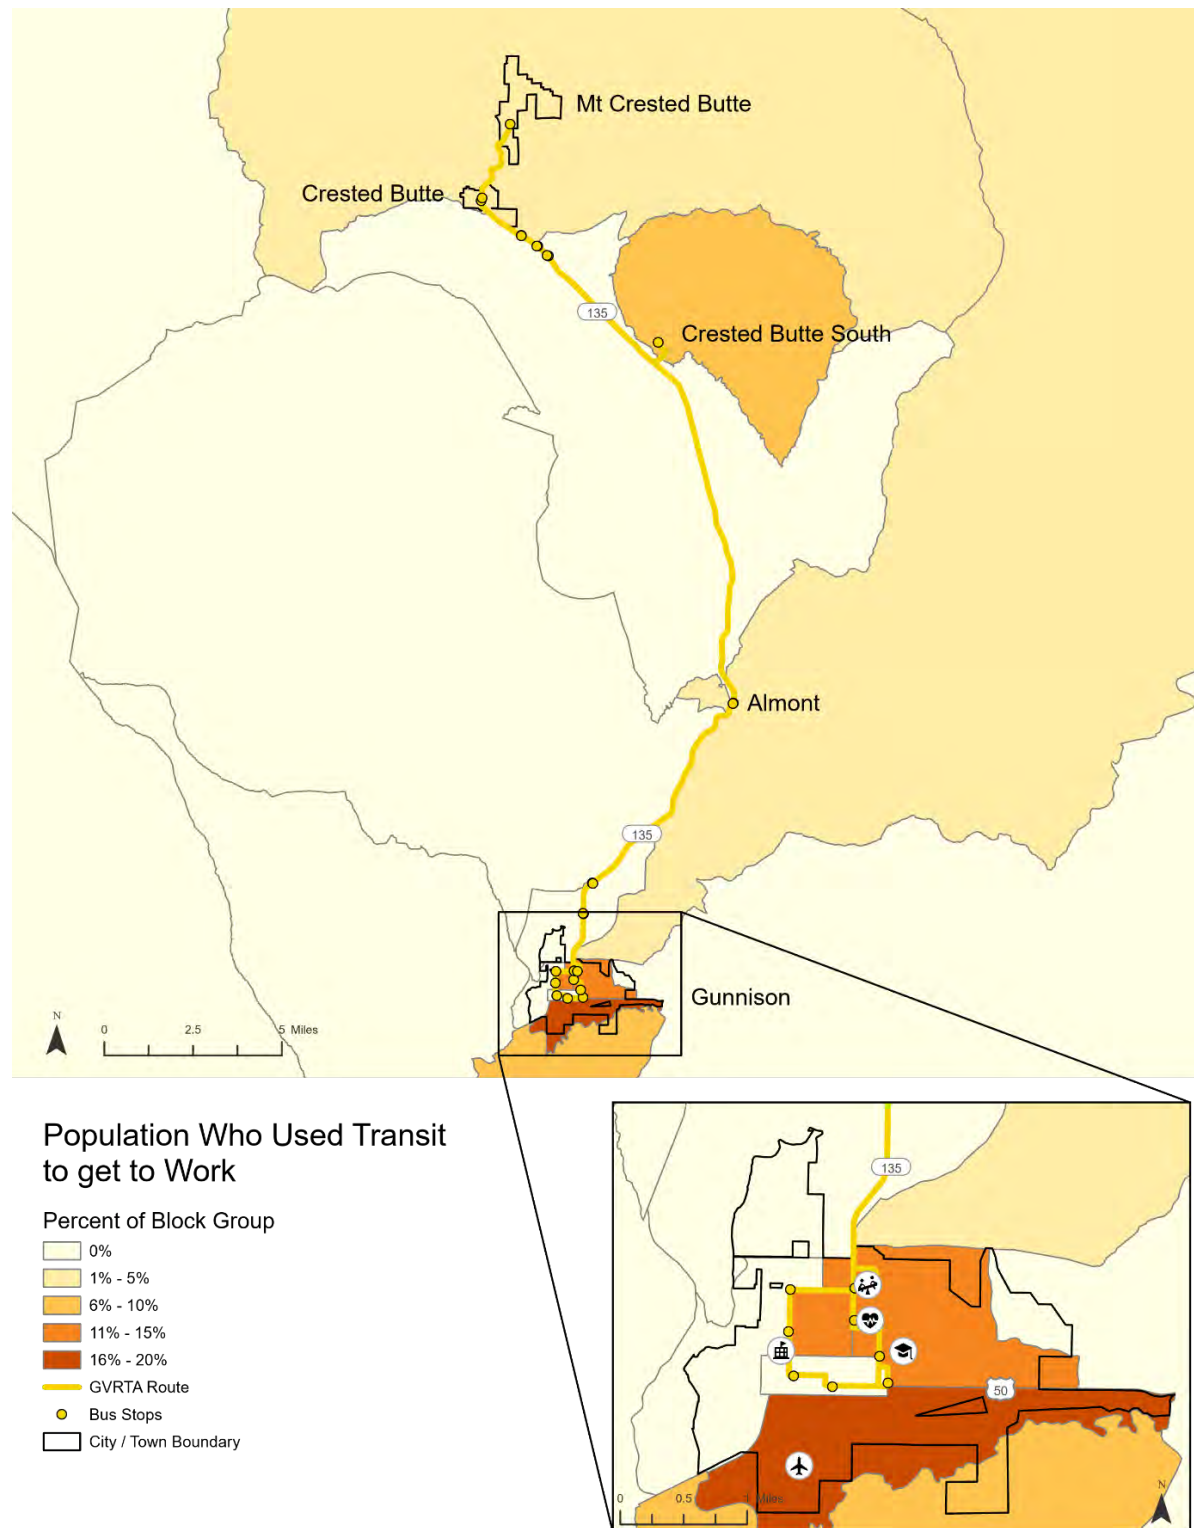 Mt Crested Butte
Crested Butte
135
Crested Butte South
Almont
135
Gunnison
N
0 2.5 5 Miles
Population Who Used Transit
to get to Work
Percent of Block Group
0%
1% - 5%
6% - 10%
11% - 15%
16% - 20%
GVRTA Route
Bus Stops
City / Town Boundary
135
50
N
0 0.5 1 Miles